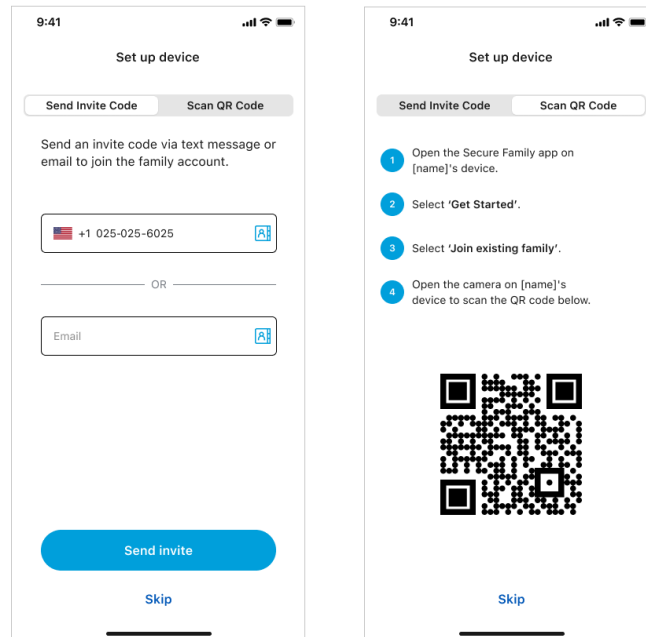 9:41
Set up device
Send Invite Code
Scan QR Code
Send an invite code via text message or
email to join the family account.
+1 025-025-6025
OR
Email
Send invite
Skip
9:41
Set up device
Send Invite Code
Scan QR Code
1 Open the Secure Family app on
[name]'s device.
2 Select ‘Get Started’.
3 Select ‘Join existing family’.
4 Open the camera on [name]'s
device to scan the QR code below.
Skip